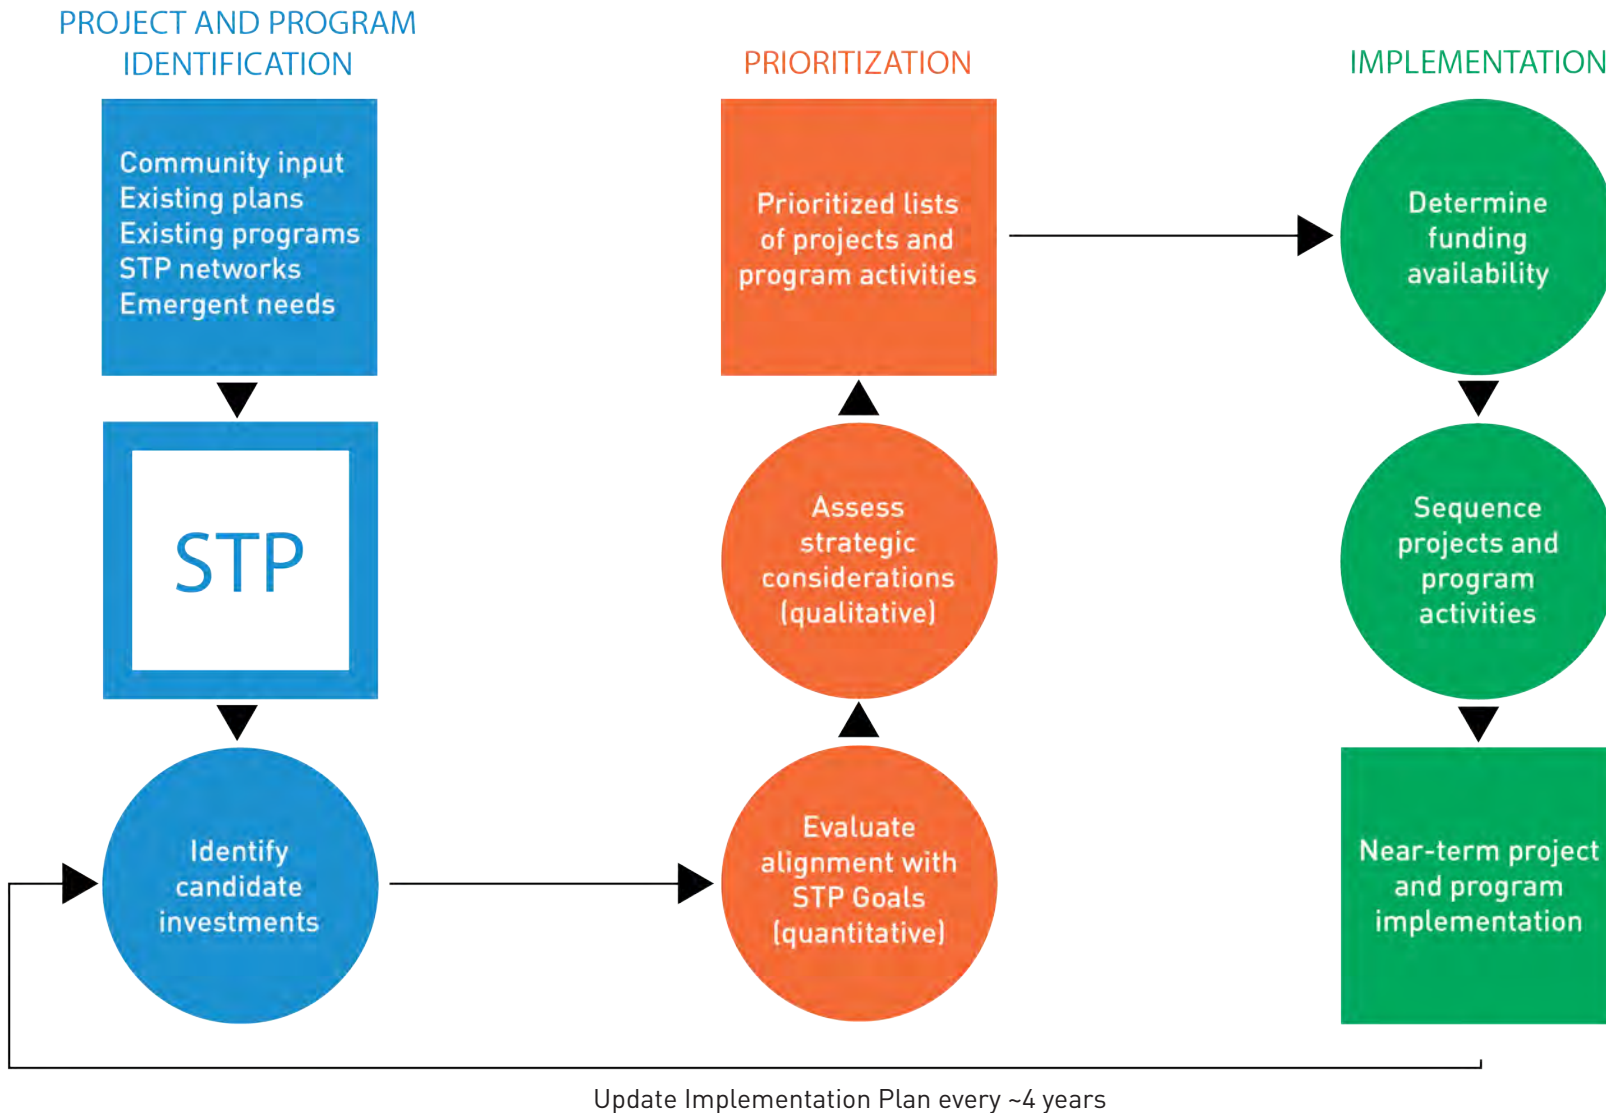 PROJECT AND PROGRAM
IDENTIFICATION
Community input
Existing plans
Existing programs
STP networks
Emergent needs
STP
Identify
candidate
investments
PRIORITIZATION
Prioritized lists
of projects and
program activities
Assess
strategic
considerations
(qualitative)
Evaluate
alignment with
STP Goals
(quantitative)
IMPLEMENTATION
Determine
funding
availability
Sequence
projects and
program
activities
Near-term project
and program
implementation
Update Implementation Plan every ~4 years